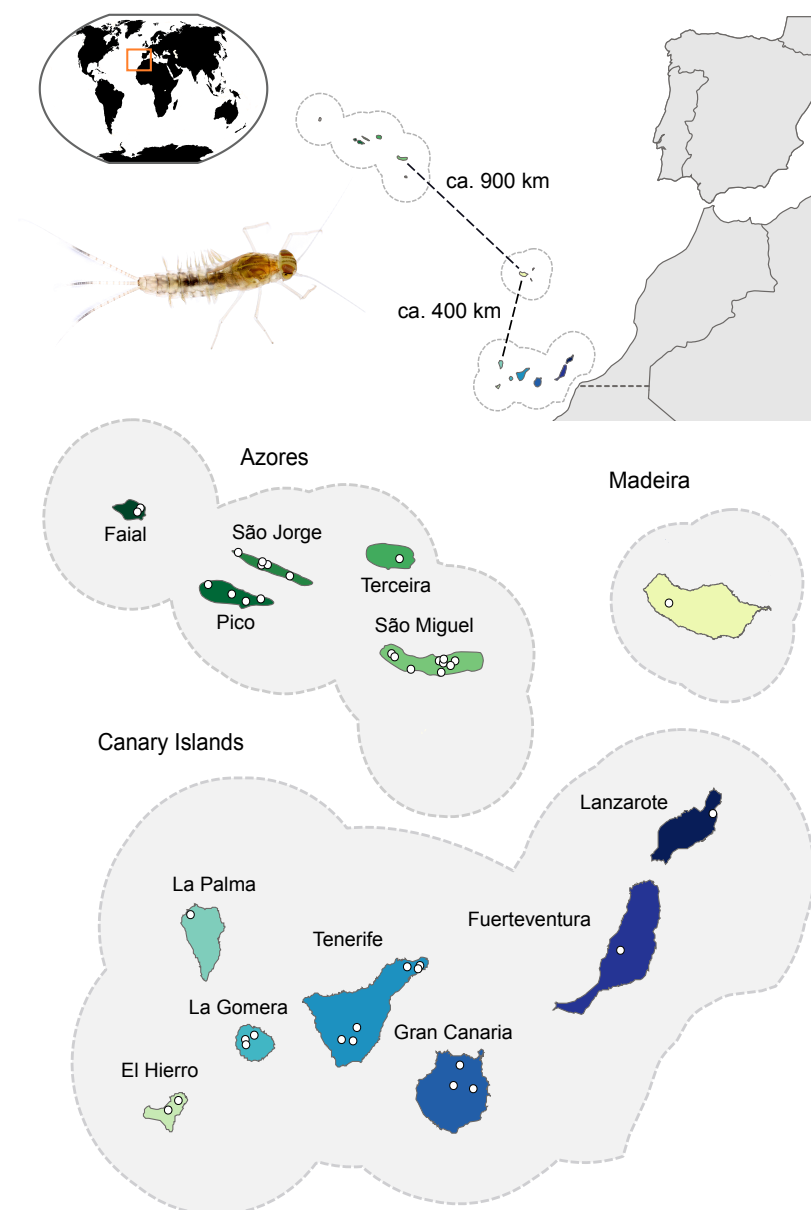 ca. 900 km
ca. 400 km
Azores
Madeira
Faial
São Jorge
Terceira
Pico
São Miguel
Canary Islands
Lanzarote
La Palma
Fuerteventura
Tenerife
La Gomera
Gran Canaria
El Hierro